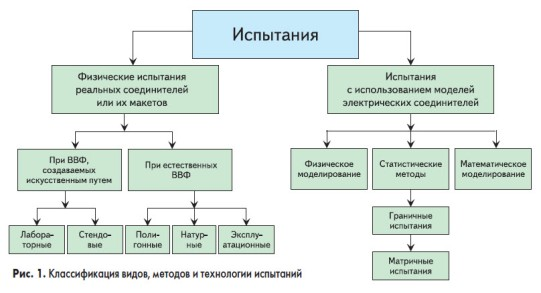 Испытания
Физические испытания
реальных соединителей
или их макетов
Испытания
с использованием моделей
электрических соединителей
При ВВФ,
создаваемых
искусственным путем
При естественных
ВВФ
Физическое
моделирование
Статистические
методы
Математическое
моделирование
Лабора-
торные
Стендо-
вые
Поли-
гонные
Натур-
ные
Эксплу-
атационные
Граничные
испытания
Матричные
испытания
Рис. 1. Классификация видов, методов и технологии испытаний